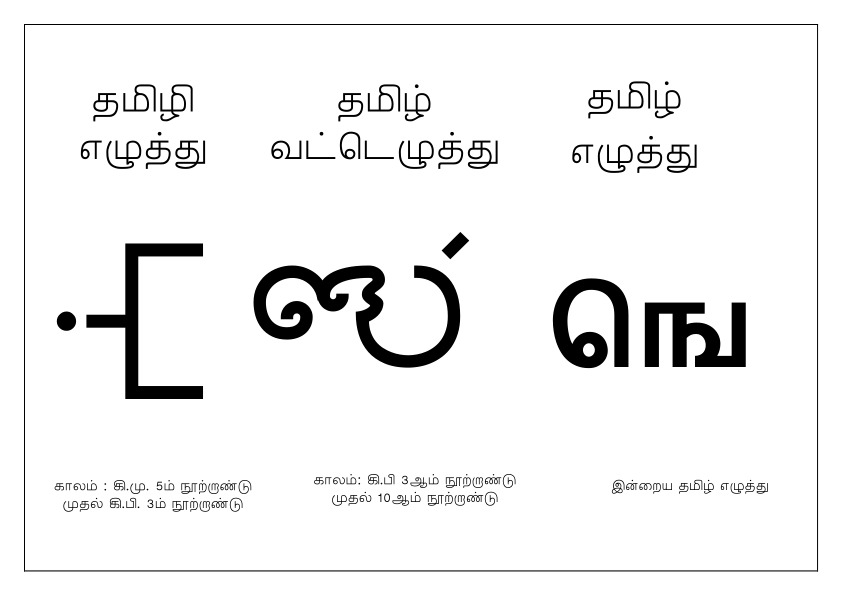 தமிழி
எழுத்து
தமிழ்
வட்டெழுத்து
தமிழ்
எழுத்து
ஙெ
காலம் : கி.மு. 5ம் நூற்றாண்டு
முதல் கி.பி. 3ம் நூற்றாண்டு
காலம்: கி.பி 3ஆம் நூற்றாண்டு
முதல் 10ஆம் நூற்றாண்டு
இன்றைய தமிழ் எழுத்து